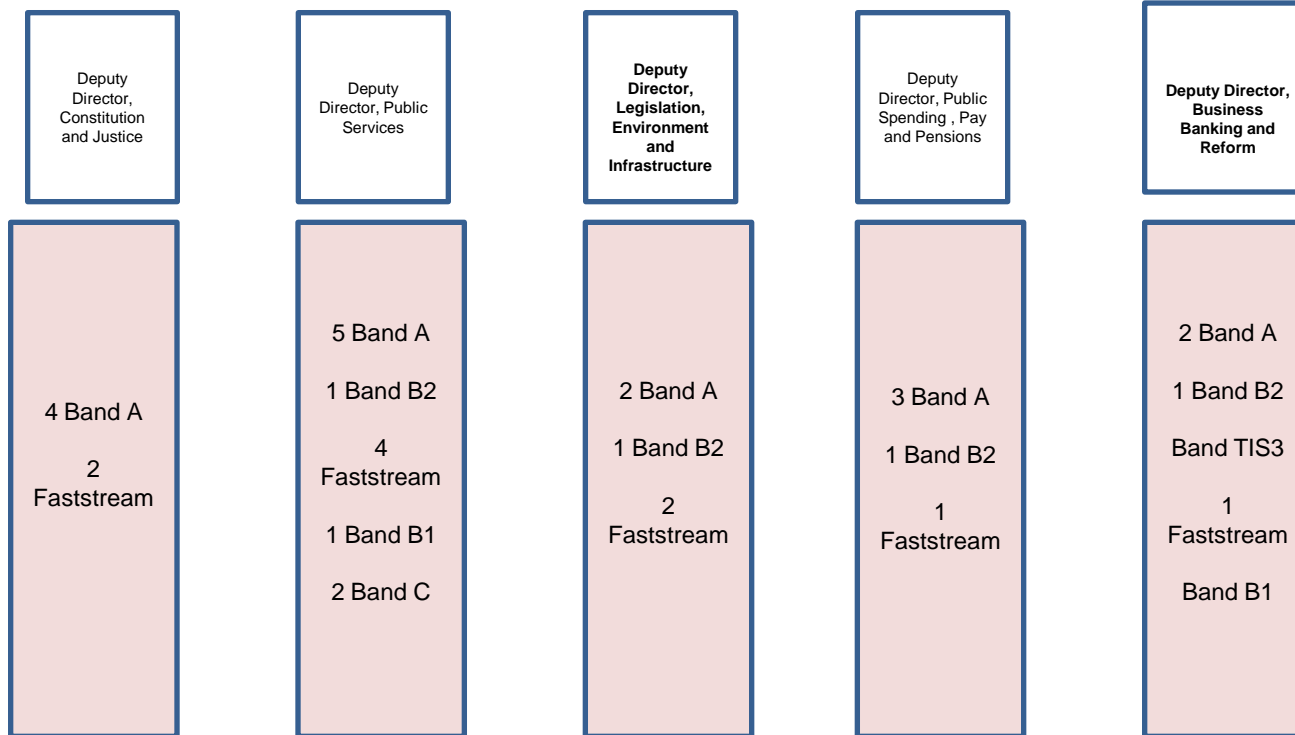 Deputy
Director,
Constitution
and Justice
Deputy
Director, Public
Services
Deputy
Director,
Legislation,
Environment
and
Infrastructure
Deputy
Director, Public
Spending , Pay
and Pensions
Deputy Director,
Business
Banking and
Reform
4 Band A
2
Faststream
5 Band A
1 Band B2
4
Faststream
1 Band B1
2 Band C
2 Band A
1 Band B2
2
Faststream
3 Band A
1 Band B2
1
Faststream
2 Band A
1 Band B2
Band TIS3
1
Faststream
Band B1